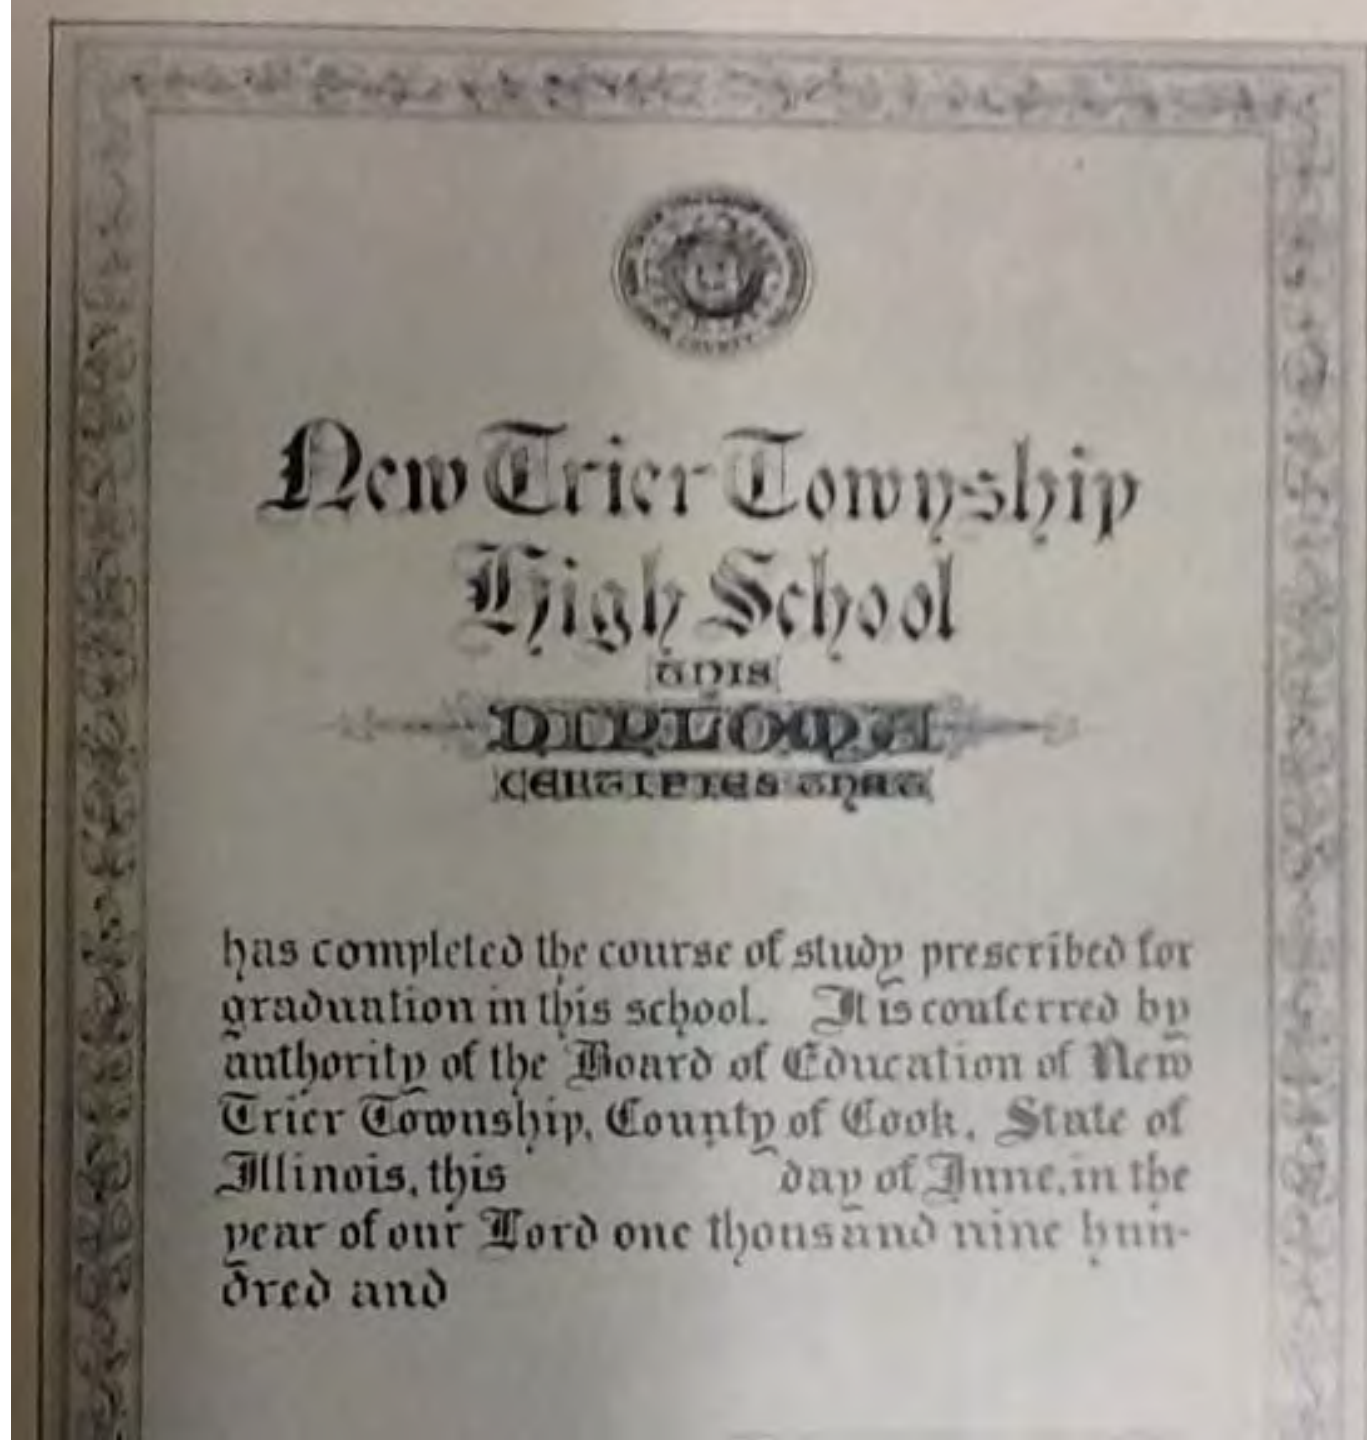 COUNTY
New Trier Township
High School
THIS
DIPLOMA
CERTIFIES THAT
has completed the course of study prescribed for
graduation in this school. It is conferred by
authority of the Board of Education of New
Trier Township, County of Cook, State of
Illinois, this day of June, in the
year of our Lord one thousand nine hun-
dred and